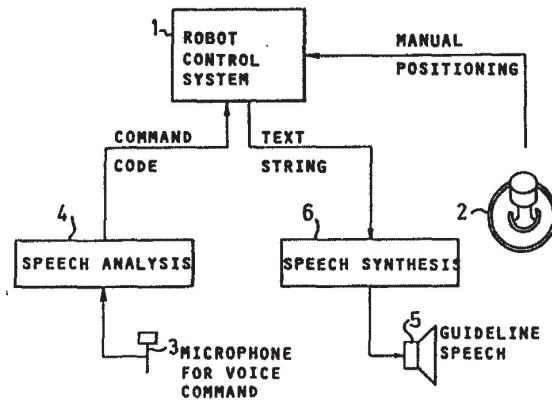 1
ROBOT
CONTROL
SYSTEM
MANUAL
POSITIONING
COMMAND
CODE
TEXT
STRING
2
4
SPEECH ANALYSIS
6
SPEECH SYNTHESIS
3
MICROPHONE
FOR VOICE
COMMAND
5
GUIDELINE
SPEECH